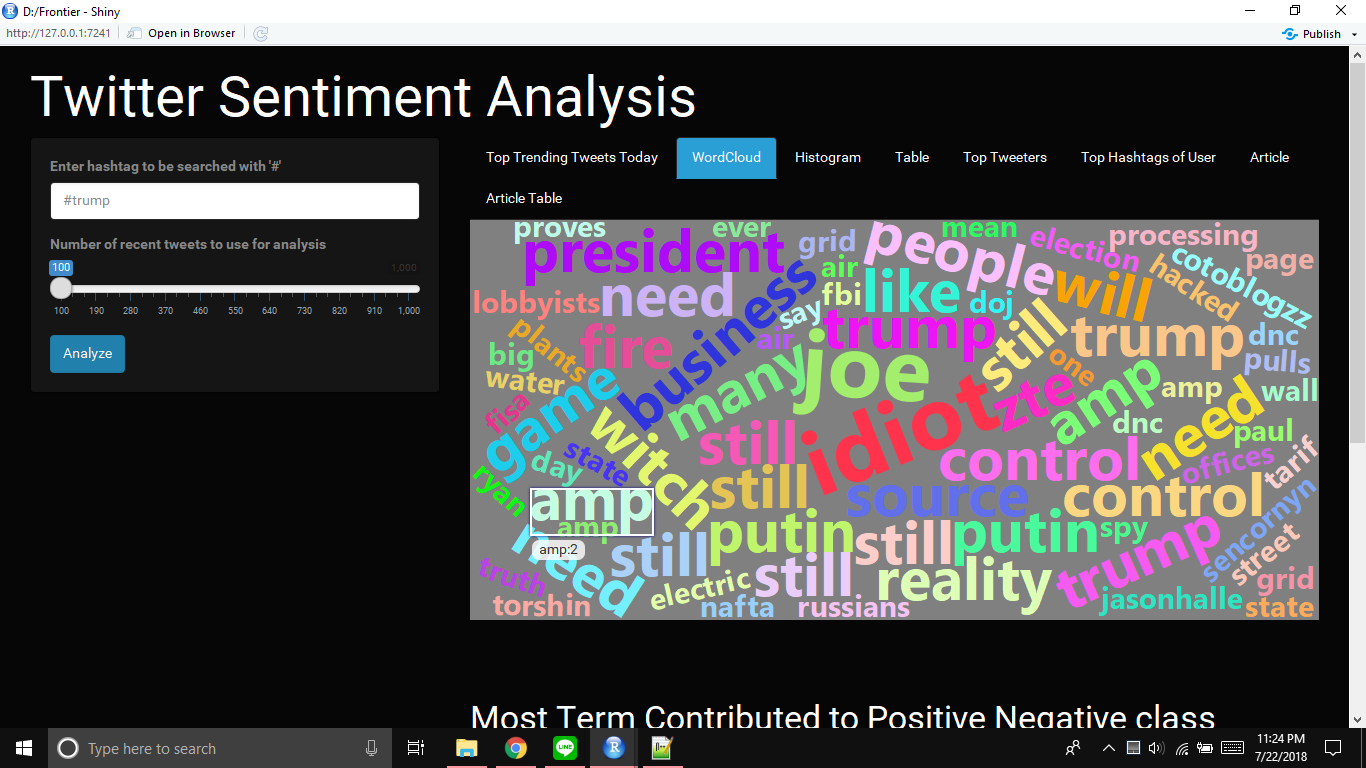 D:/Frontier - Shiny
http://127.0.0.1:7241 Open in Browser Publish
Twitter Sentiment Analysis
Enter hashtag to be searched with '#'
#trump
Number of recent tweets to use for analysis
100 1,000
100 190 280 370 460 550 640 730 820 910 1,000
Analyze
Top Trending Tweets Today WordCloud Histogram Table Top Tweeters Top Hashtags of User Article
Article Table
proves ever mean
president grid people election processing
cotoblogzz page
air hacked
lobbyists need business fbi like doj will
say trump still trump dnc
plants fire air
big many joe one pulls
water game amp amp wall
fisa witch idiot zte need
dnc paul
still control offices tarif
day state
ryan amp still source control
amp putin still putin spy sencornyn
amp:2
need still trump street
truth still reality grid
electric
torshin nafta russians jasonhalle state
Most Term Contributed to Positive Negative class
Type here to search
11:24 PM
7/22/2018